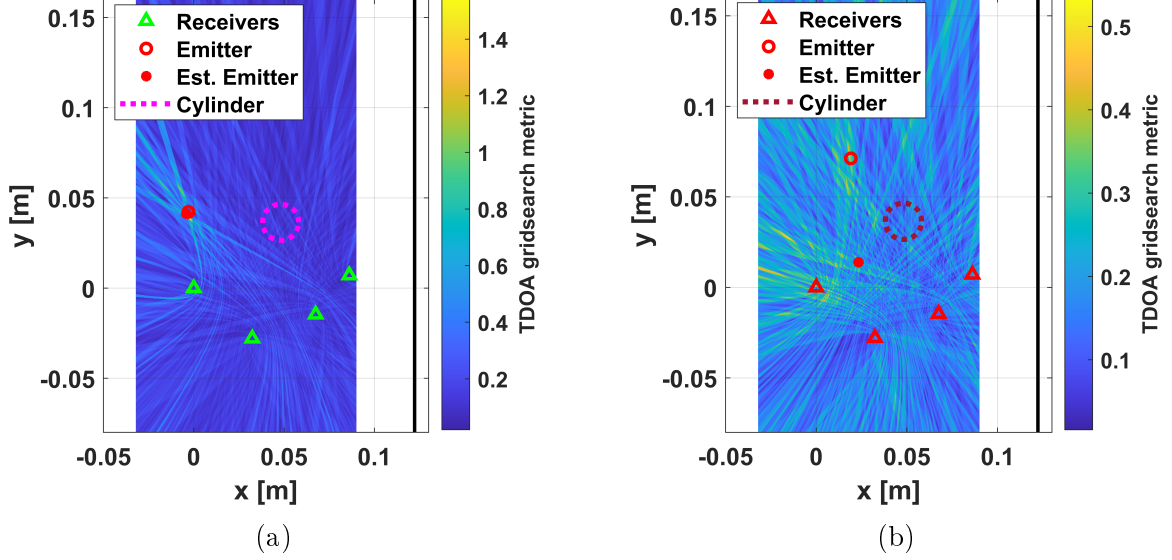 0.15
0.1
0.05
0
-0.05
y [m]
-0.05
0
0.05
0.1
x [m]
Receivers
Emitter
Est. Emitter
Cylinder
1.4
1.2
1
0.8
0.6
0.4
0.2
TDOA gridsearch metric
(a)
0.15
0.1
0.05
0
-0.05
y [m]
-0.05
0
0.05
0.1
x [m]
Receivers
Emitter
Est. Emitter
Cylinder
0.5
0.4
0.3
0.2
0.1
TDOA gridsearch metric
(b)